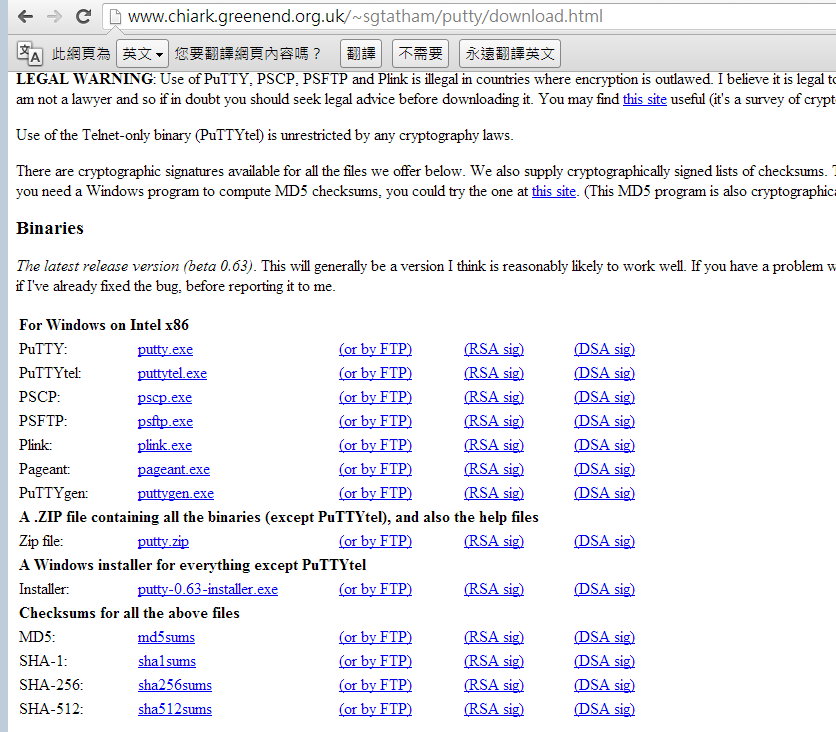 www.chiark.greenend.org.uk/~sgtatham/putty/download.html
此網頁為 英文 您要翻譯網頁內容嗎？ 翻譯 不需要 永遠翻譯英文
LEGAL WARNING: Use of PuTTY, PSCP, PSFTP and Plink is illegal in countries where encryption is outlawed. I believe it is legal to
am not a lawyer and so if in doubt you should seek legal advice before downloading it. You may find this site useful (it's a survey of crypto
Use of the Telnet-only binary (PuTTYtel) is unrestricted by any cryptography laws.
There are cryptographic signatures available for all the files we offer below. We also supply cryptographically signed lists of checksums.
you need a Windows program to compute MD5 checksums, you could try the one at this site. (This MD5 program is also cryptographica
Binaries
The latest release version (beta 0.63). This will generally be a version I think is reasonably likely to work well. If you have a problem w
if I've already fixed the bug, before reporting it to me.
For Windows on Intel x86
PuTTY: putty.exe (or by FTP) (RSA sig) (DSA sig)
PuTTYtel: puttytel.exe (or by FTP) (RSA sig) (DSA sig)
PSCP: pscp.exe (or by FTP) (RSA sig) (DSA sig)
PSFTP: psftp.exe (or by FTP) (RSA sig) (DSA sig)
Plink: plink.exe (or by FTP) (RSA sig) (DSA sig)
Pageant: pageant.exe (or by FTP) (RSA sig) (DSA sig)
PuTTYgen: puttygen.exe (or by FTP) (RSA sig) (DSA sig)
A .ZIP file containing all the binaries (except PuTTYtel), and also the help files
Zip file: putty.zip (or by FTP) (RSA sig) (DSA sig)
A Windows installer for everything except PuTTYtel
Installer: putty-0.63-installer.exe (or by FTP) (RSA sig) (DSA sig)
Checksums for all the above files
MD5: md5sums (or by FTP) (RSA sig) (DSA sig)
SHA-1: sha1sums (or by FTP) (RSA sig) (DSA sig)
SHA-256: sha256sums (or by FTP) (RSA sig) (DSA sig)
SHA-512: sha512sums (or by FTP) (RSA sig) (DSA sig)